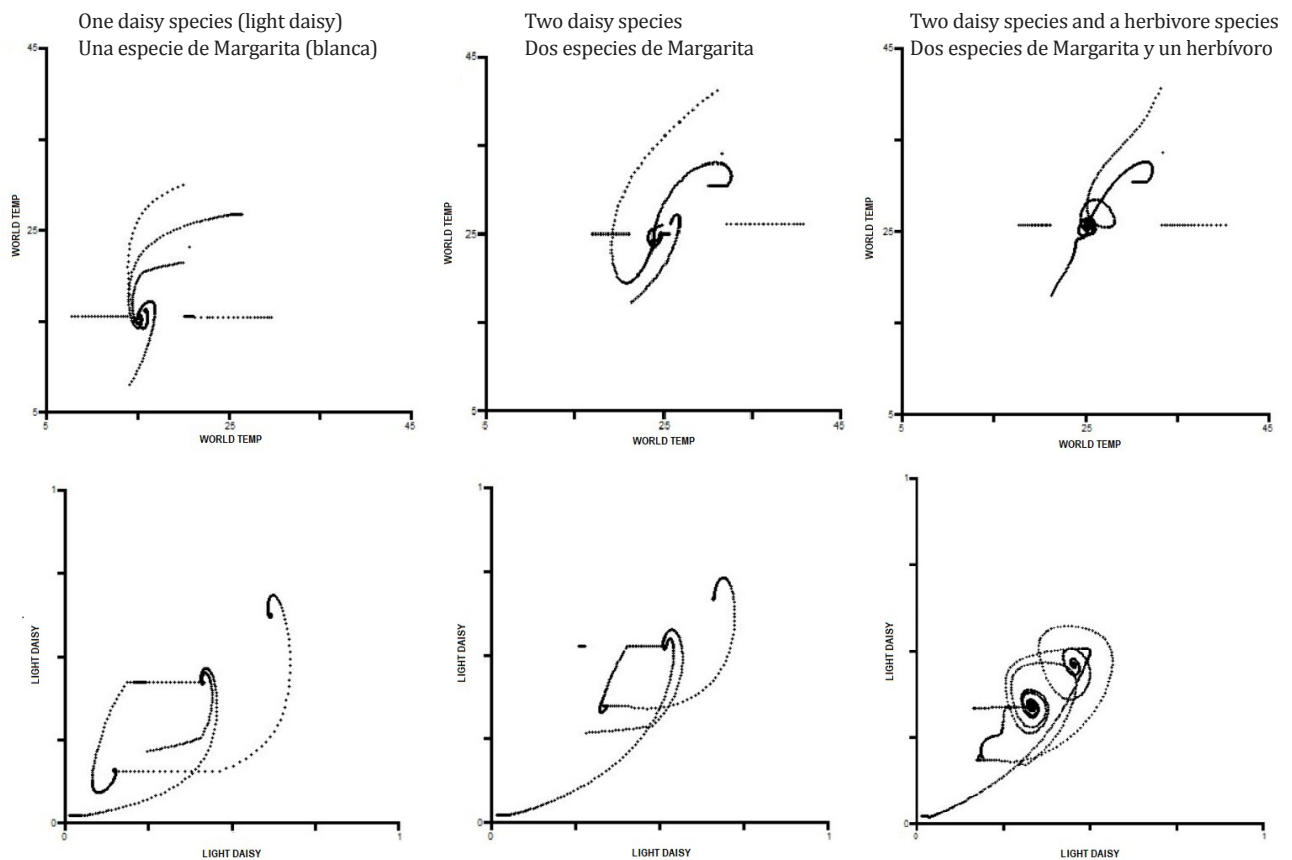 One daisy species (light daisy)
Una especie de Margarita (blanca)
Two daisy species
Dos especies de Margarita
Two daisy species and a herbivore species
Dos especies de Margarita y un herbívoro
45
WORLD TEMP
25
5
5
25
45
WORLD TEMP
45
WORLD TEMP
25
5
5
25
45
WORLD TEMP
45
WORLD TEMP
25
5
5
25
45
WORLD TEMP
1
LIGHT DAISY
0
0
1
LIGHT DAISY
1
LIGHT DAISY
0
0
1
LIGHT DAISY
1
LIGHT DAISY
0
0
1
LIGHT DAISY